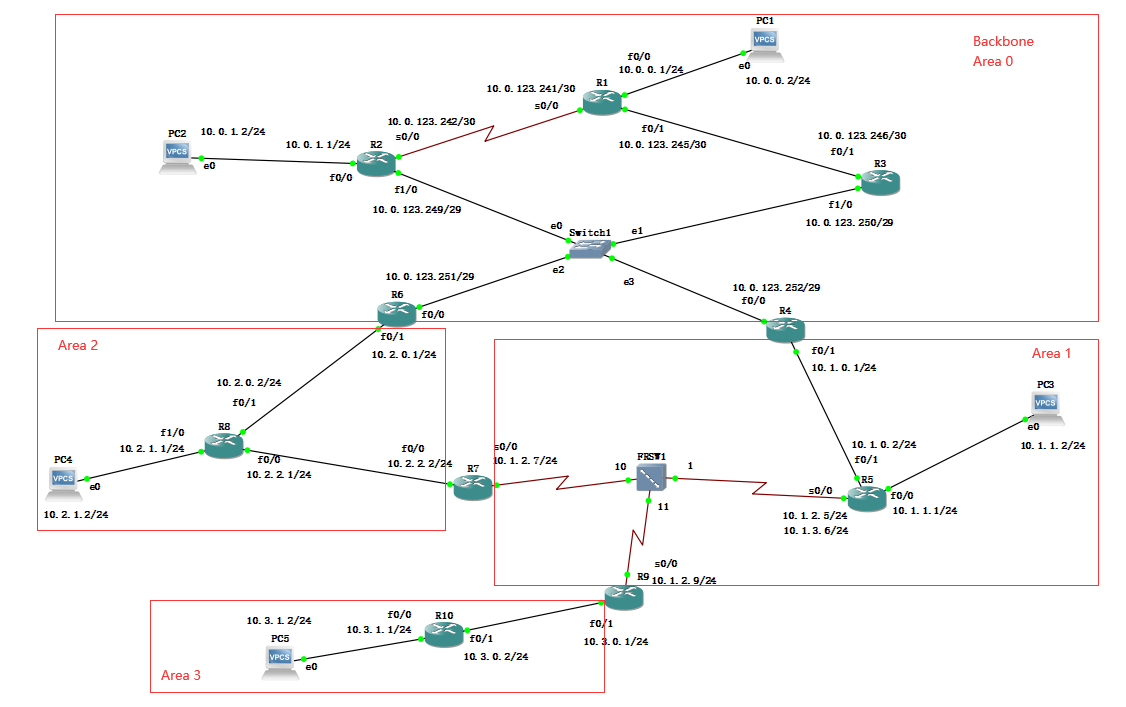 PC1
VPCS
e0
10.0.0.2/24
Backbone
Area 0
f0/0
10.0.0.1/24
R1
10.0.123.241/30
s0/0
f0/1
10.0.123.245/30
10.0.123.242/30
s0/0
PC2
VPCS
10.0.1.2/24
e0
10.0.1.1/24
R2
f0/0
f1/0
10.0.123.249/29
10.0.123.246/30
f0/1
R3
f1/0
10.0.123.250/29
e0
Switch1
e1
e2
e3
10.0.123.251/29
R6
f0/0
f0/1
10.2.0.1/24
10.0.123.252/29
f0/0
R4
f0/1
10.1.0.1/24
Area 2
10.2.0.2/24
f0/1
f1/0
R8
10.2.1.1/24
f0/0
10.2.2.1/24
PC4
VPCS
e0
10.2.1.2/24
f0/0
10.2.2.2/24
R7
Area 1
s0/0
10.1.2.7/24
10
FRSW1
1
11
PC3
VPCS
e0
10.1.1.2/24
10.1.0.2/24
f0/1
R5
s0/0
f0/0
10.1.1.1/24
10.1.2.5/24
10.1.3.6/24
s0/0
R9
10.1.2.9/24
f0/1
10.3.0.1/24
f0/0
R10
10.3.1.2/24
10.3.1.1/24
PC5
VPCS
e0
f0/1
10.3.0.2/24
Area 3